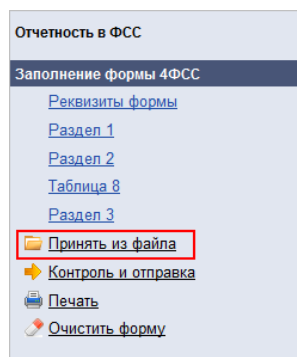 Отчетность в ФСС
Заполнение формы 4ФСС
Реквизиты формы
Раздел 1
Раздел 2
Таблица 8
Раздел 3
Принять из файла
Контроль и отправка
Печать
Очистить форму